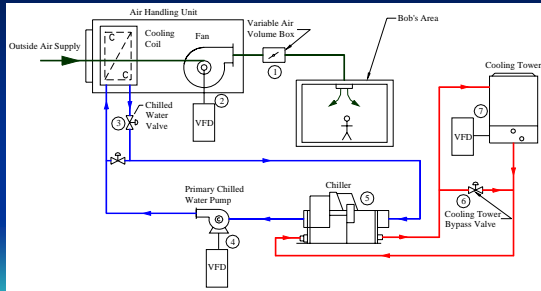 Air Handling Unit
Cooling
Coil
Fan
Variable Air
Volume Box
Bob's Area
Outside Air Supply
C
C
1
Cooling Tower
2
VFD
Chilled
Water
Valve
3
7
VFD
Primary Chilled
Water Pump
Chiller
5
6
Cooling Tower
Bypass Valve
C
4
VFD